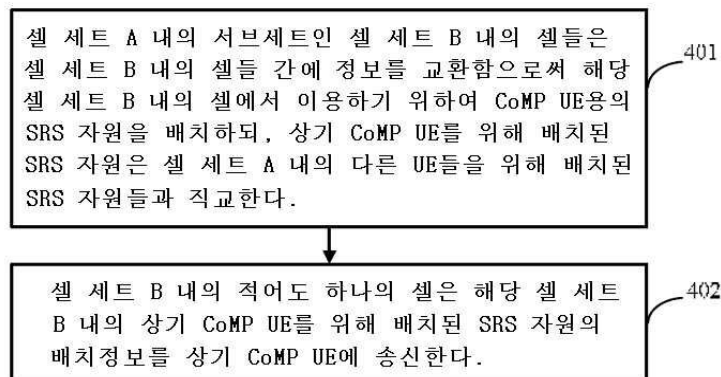 셀 세트 A 내의 서브세트인 셀 세트 B 내의 셀들은
셀 세트 B 내의 셀들 간에 정보를 교환함으로써 해당
셀 세트 B 내의 셀에서 이용하기 위하여 CoMP UE용의
SRS 자원을 배치하되, 상기 CoMP UE를 위해 배치된
SRS 자원은 셀 세트 A 내의 다른 UE들을 위해 배치된
SRS 자원들과 직교한다.
401
셀 세트 B 내의 적어도 하나의 셀은 해당 셀 세트
B 내의 상기 CoMP UE를 위해 배치된 SRS 자원의
배치정보를 상기 CoMP UE에 송신한다.
402